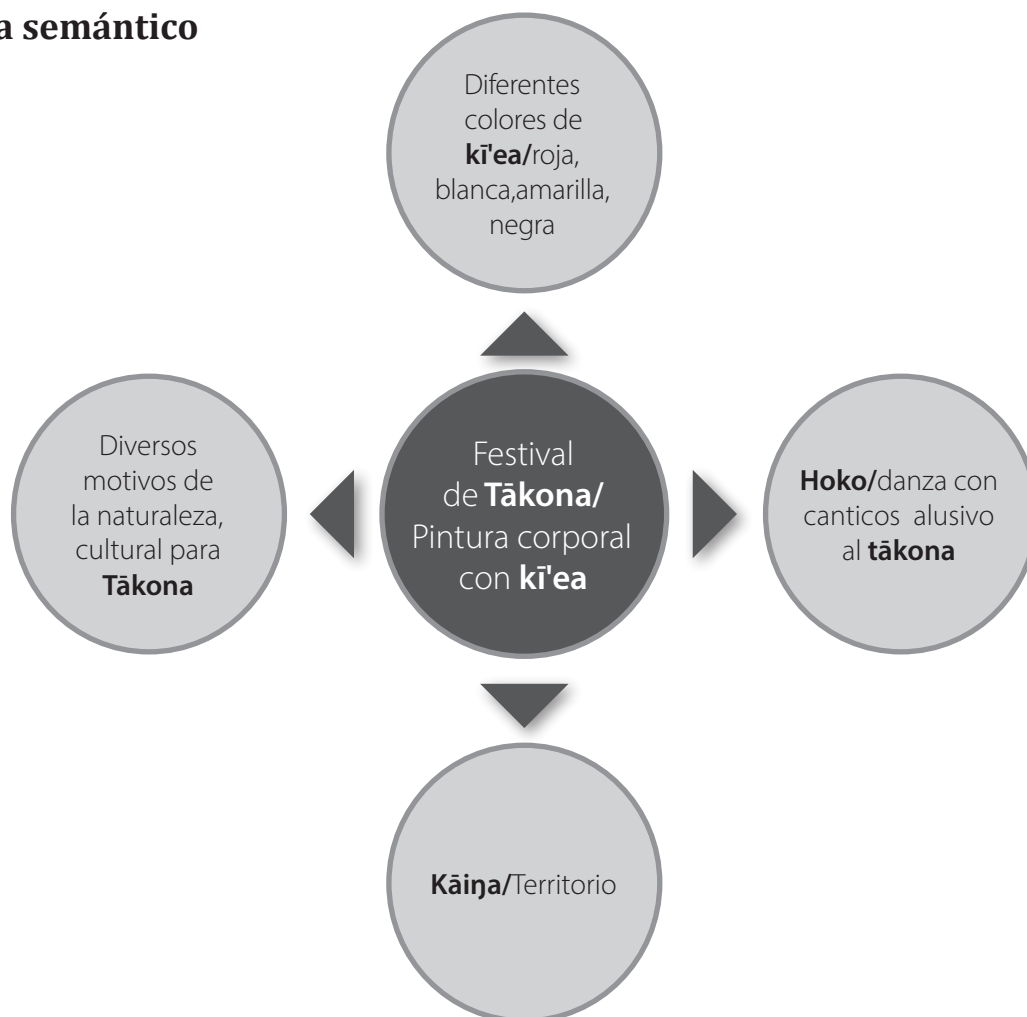 a semántico
Diferentes
colores de
kī'ea/roja,
blanca,amarilla,
negra
Diversos
motivos de
la naturaleza,
cultural para
Tākona
Festival
de Tākona/
Pintura corporal
con kī'ea
Hoko/danza con
canticos alusivo
al tākona
Kāiŋa/Territorio